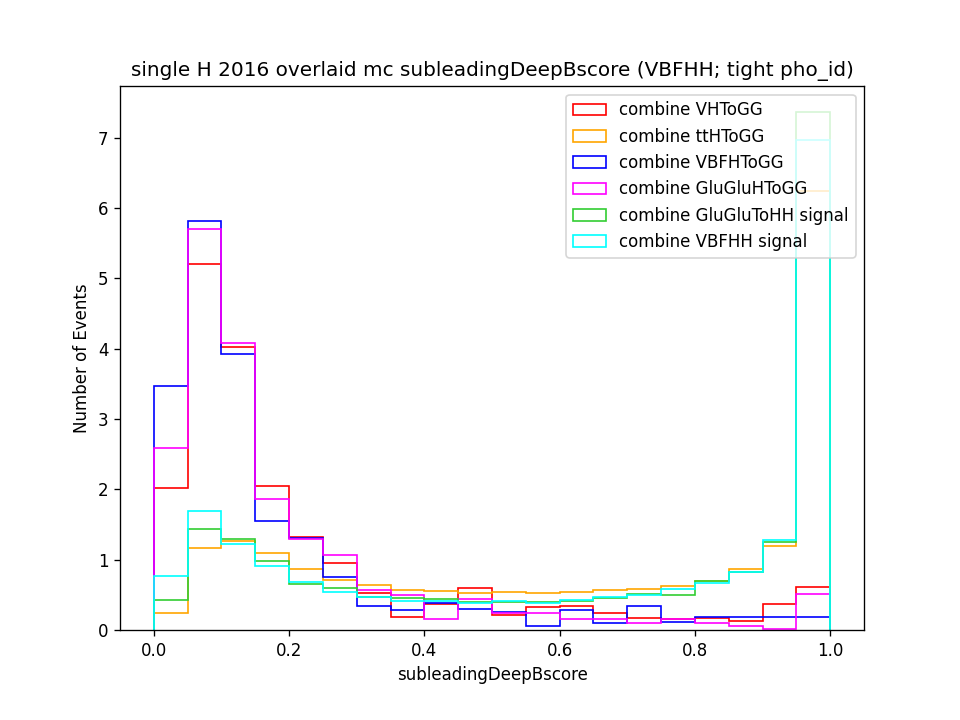 single H 2016 overlaid mc subleadingDeepBscore (VBFHH; tight pho_id)
combine VHToGG
combine ttHToGG
combine VBFHToGG
combine GluGluHToGG
combine GluGluToHH signal
combine VBFHH signal
Number of Events
7
6
5
4
3
2
1
0
0.0 0.2 0.4 0.6 0.8 1.0
subleadingDeepBscore